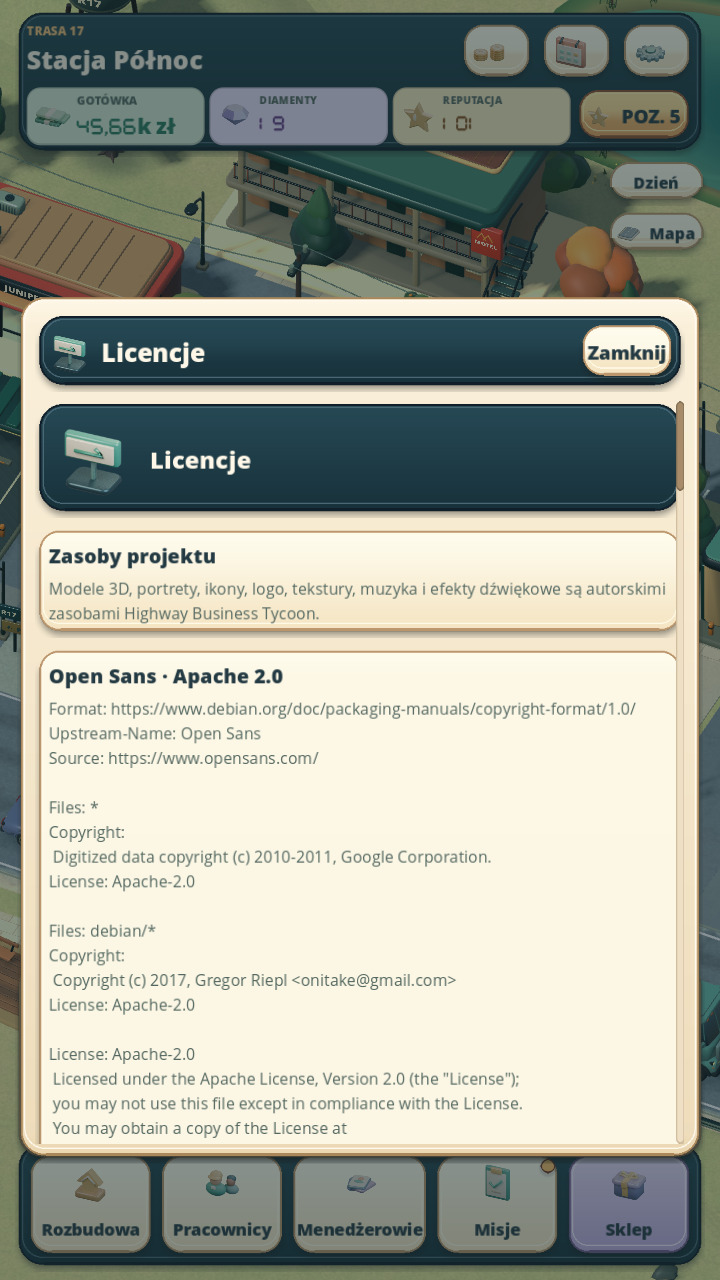 TRASA 17
Stacja Północ
GOTÓWKA
45,66k zł
DIAMENTY
19
REPUTACJA
101
POZ. 5
Dzień
Mapa
MOTEL
Licencje
Zamknij
Licencje
Zasoby projektu
Modele 3D, portrety, ikony, logo, tekstury, muzyka i efekty dźwiękowe są autorskimi
zasobami Highway Business Tycoon.
Open Sans · Apache 2.0
Format: https://www.debian.org/doc/packaging-manuals/copyright-format/1.0/
Upstream-Name: Open Sans
Source: https://www.opensans.com/
Files: *
Copyright:
Digitized data copyright (c) 2010-2011, Google Corporation.
License: Apache-2.0
Files: debian/*
Copyright:
Copyright (c) 2017, Gregor Riepl <onitake@gmail.com>
License: Apache-2.0
License: Apache-2.0
Licensed under the Apache License, Version 2.0 (the "License");
you may not use this file except in compliance with the License.
You may obtain a copy of the License at
R17
Rozbudowa
Pracownicy
Menedżerowie
Misje
Sklep